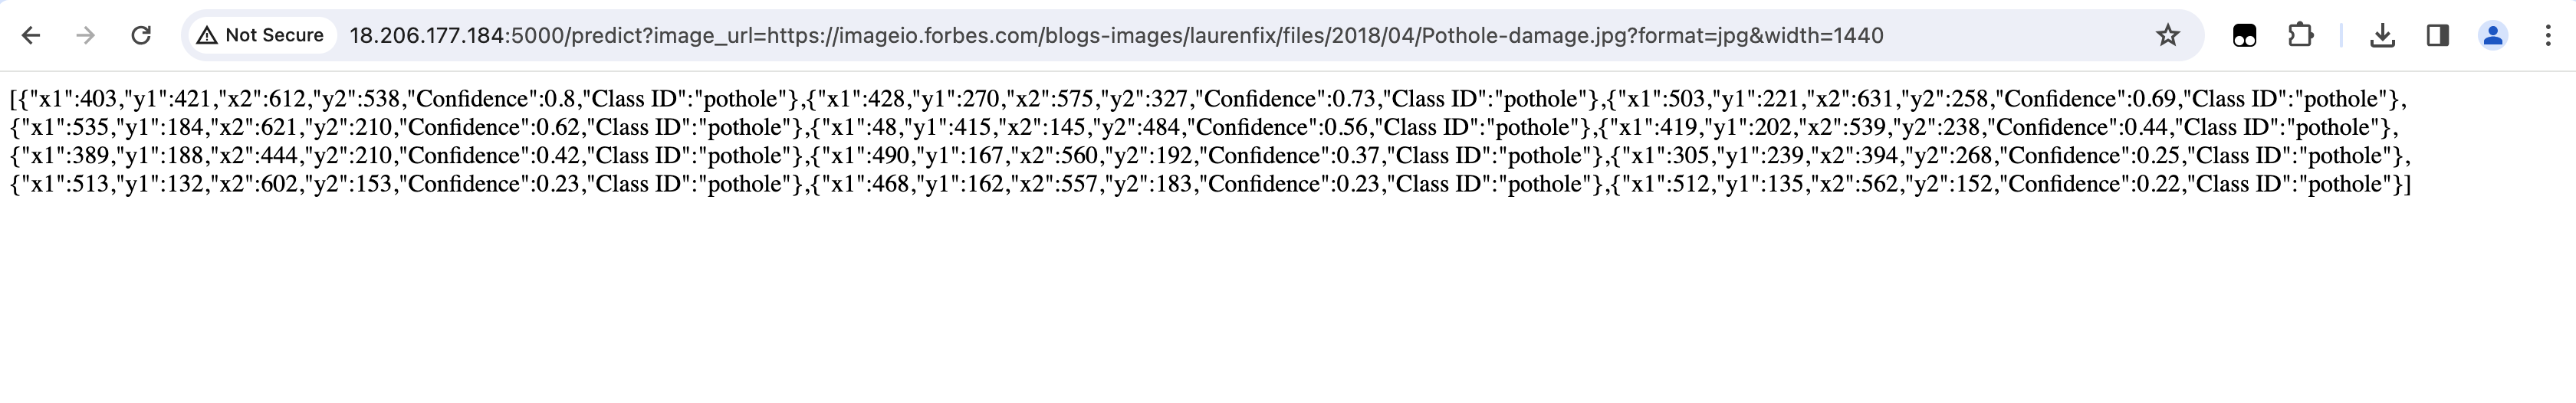 Not Secure 18.206.177.184:5000/predict?image_url=https://imageio.forbes.com/blogs-images/laurenfix/files/2018/04/Pothole-damage.jpg?format=jpg&width=1440
[{"x1":403,"y1":421,"x2":612,"y2":538,"Confidence":0.8,"Class ID":"pothole"},{"x1":428,"y1":270,"x2":575,"y2":327,"Confidence":0.73,"Class ID":"pothole"},{"x1":503,"y1":221,"x2":631,"y2":258,"Confidence":0.69,"Class ID":"pothole"},
{"x1":535,"y1":184,"x2":621,"y2":210,"Confidence":0.62,"Class ID":"pothole"},{"x1":48,"y1":415,"x2":145,"y2":484,"Confidence":0.56,"Class ID":"pothole"},{"x1":419,"y1":202,"x2":539,"y2":238,"Confidence":0.44,"Class ID":"pothole"},
{"x1":389,"y1":188,"x2":444,"y2":210,"Confidence":0.42,"Class ID":"pothole"},{"x1":490,"y1":167,"x2":560,"y2":192,"Confidence":0.37,"Class ID":"pothole"},{"x1":305,"y1":239,"x2":394,"y2":268,"Confidence":0.25,"Class ID":"pothole"},
{"x1":513,"y1":132,"x2":602,"y2":153,"Confidence":0.23,"Class ID":"pothole"},{"x1":468,"y1":162,"x2":557,"y2":183,"Confidence":0.23,"Class ID":"pothole"},{"x1":512,"y1":135,"x2":562,"y2":152,"Confidence":0.22,"Class ID":"pothole"}]